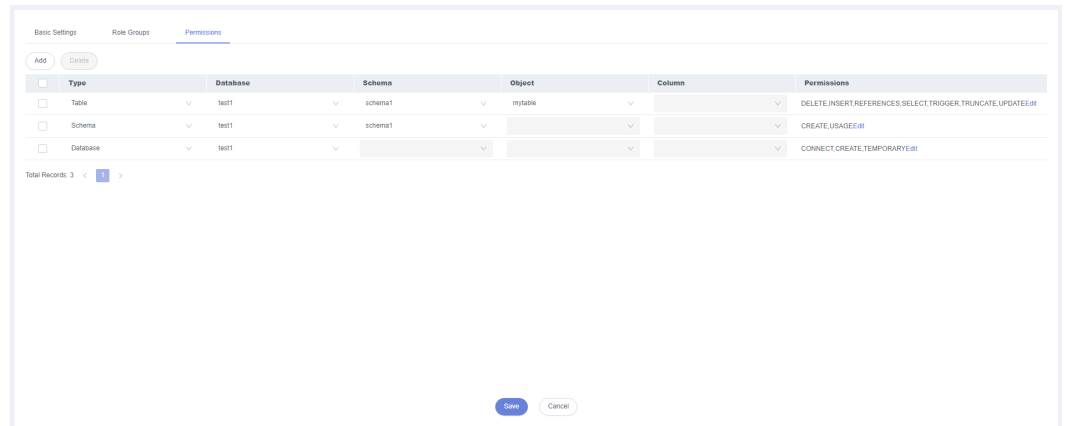 Basic Settings Role Groups Permissions
Add Delete
Type Database Schema Object Column Permissions
Table test1 schema1 mytable DELETE,INSERT,REFERENCES,SELECT,TRIGGER,TRUNCATE,UPDATEEdit
Schema test1 schema1 CREATE,USAGEEdit
Database test1 CONNECT,CREATE,TEMPORARYEdit
Total Records: 3 < 1 >
Save Cancel